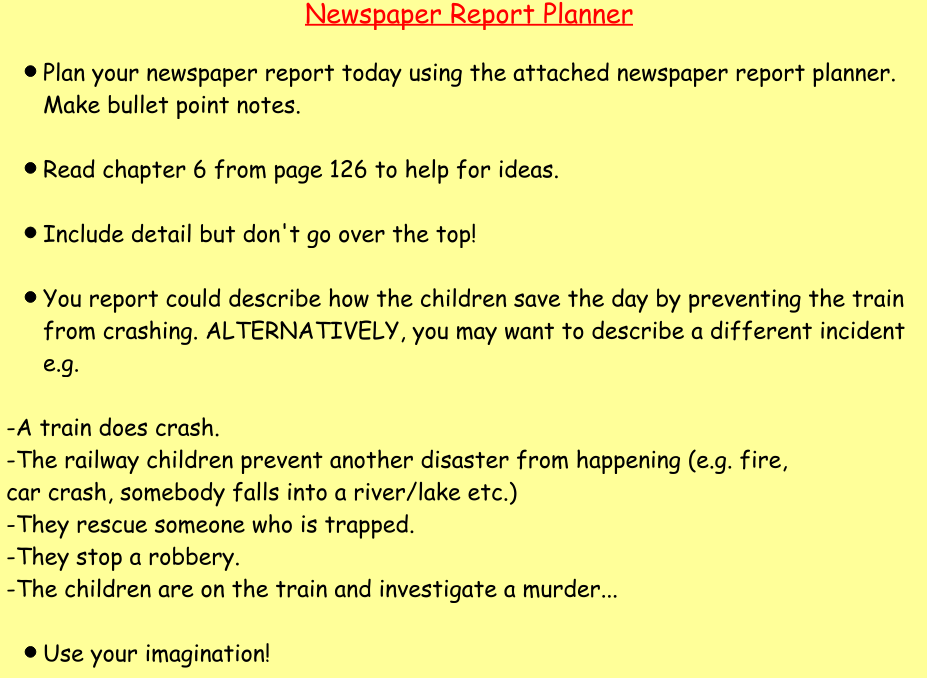 Newspaper Report Planner
• Plan your newspaper report today using the attached newspaper report planner.
Make bullet point notes.
• Read chapter 6 from page 126 to help for ideas.
• Include detail but don't go over the top!
• You report could describe how the children save the day by preventing the train
from crashing. ALTERNATIVELY, you may want to describe a different incident
e.g.
-A train does crash.
-The railway children prevent another disaster from happening (e.g. fire,
car crash, somebody falls into a river/lake etc.)
-They rescue someone who is trapped.
-They stop a robbery.
-The children are on the train and investigate a murder...
• Use your imagination!